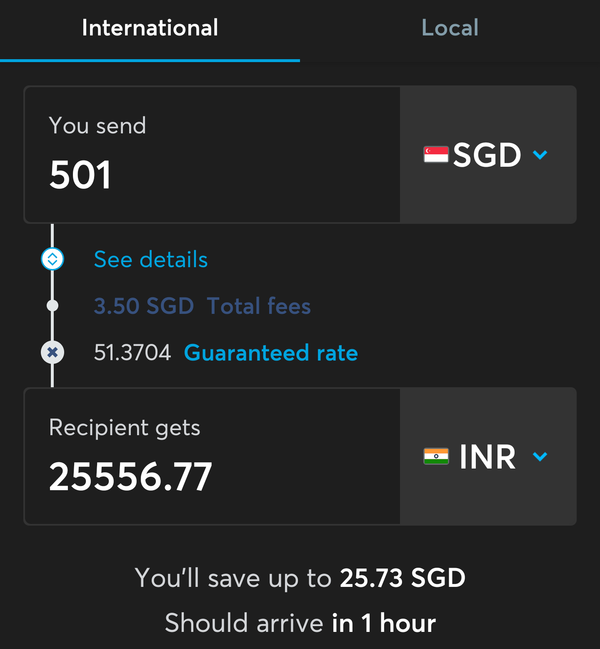 International
Local
You send
501
SGD
See details
3.50 SGD Total fees
51.3704 Guaranteed rate
Recipient gets
25556.77
INR
You'll save up to 25.73 SGD
Should arrive in 1 hour